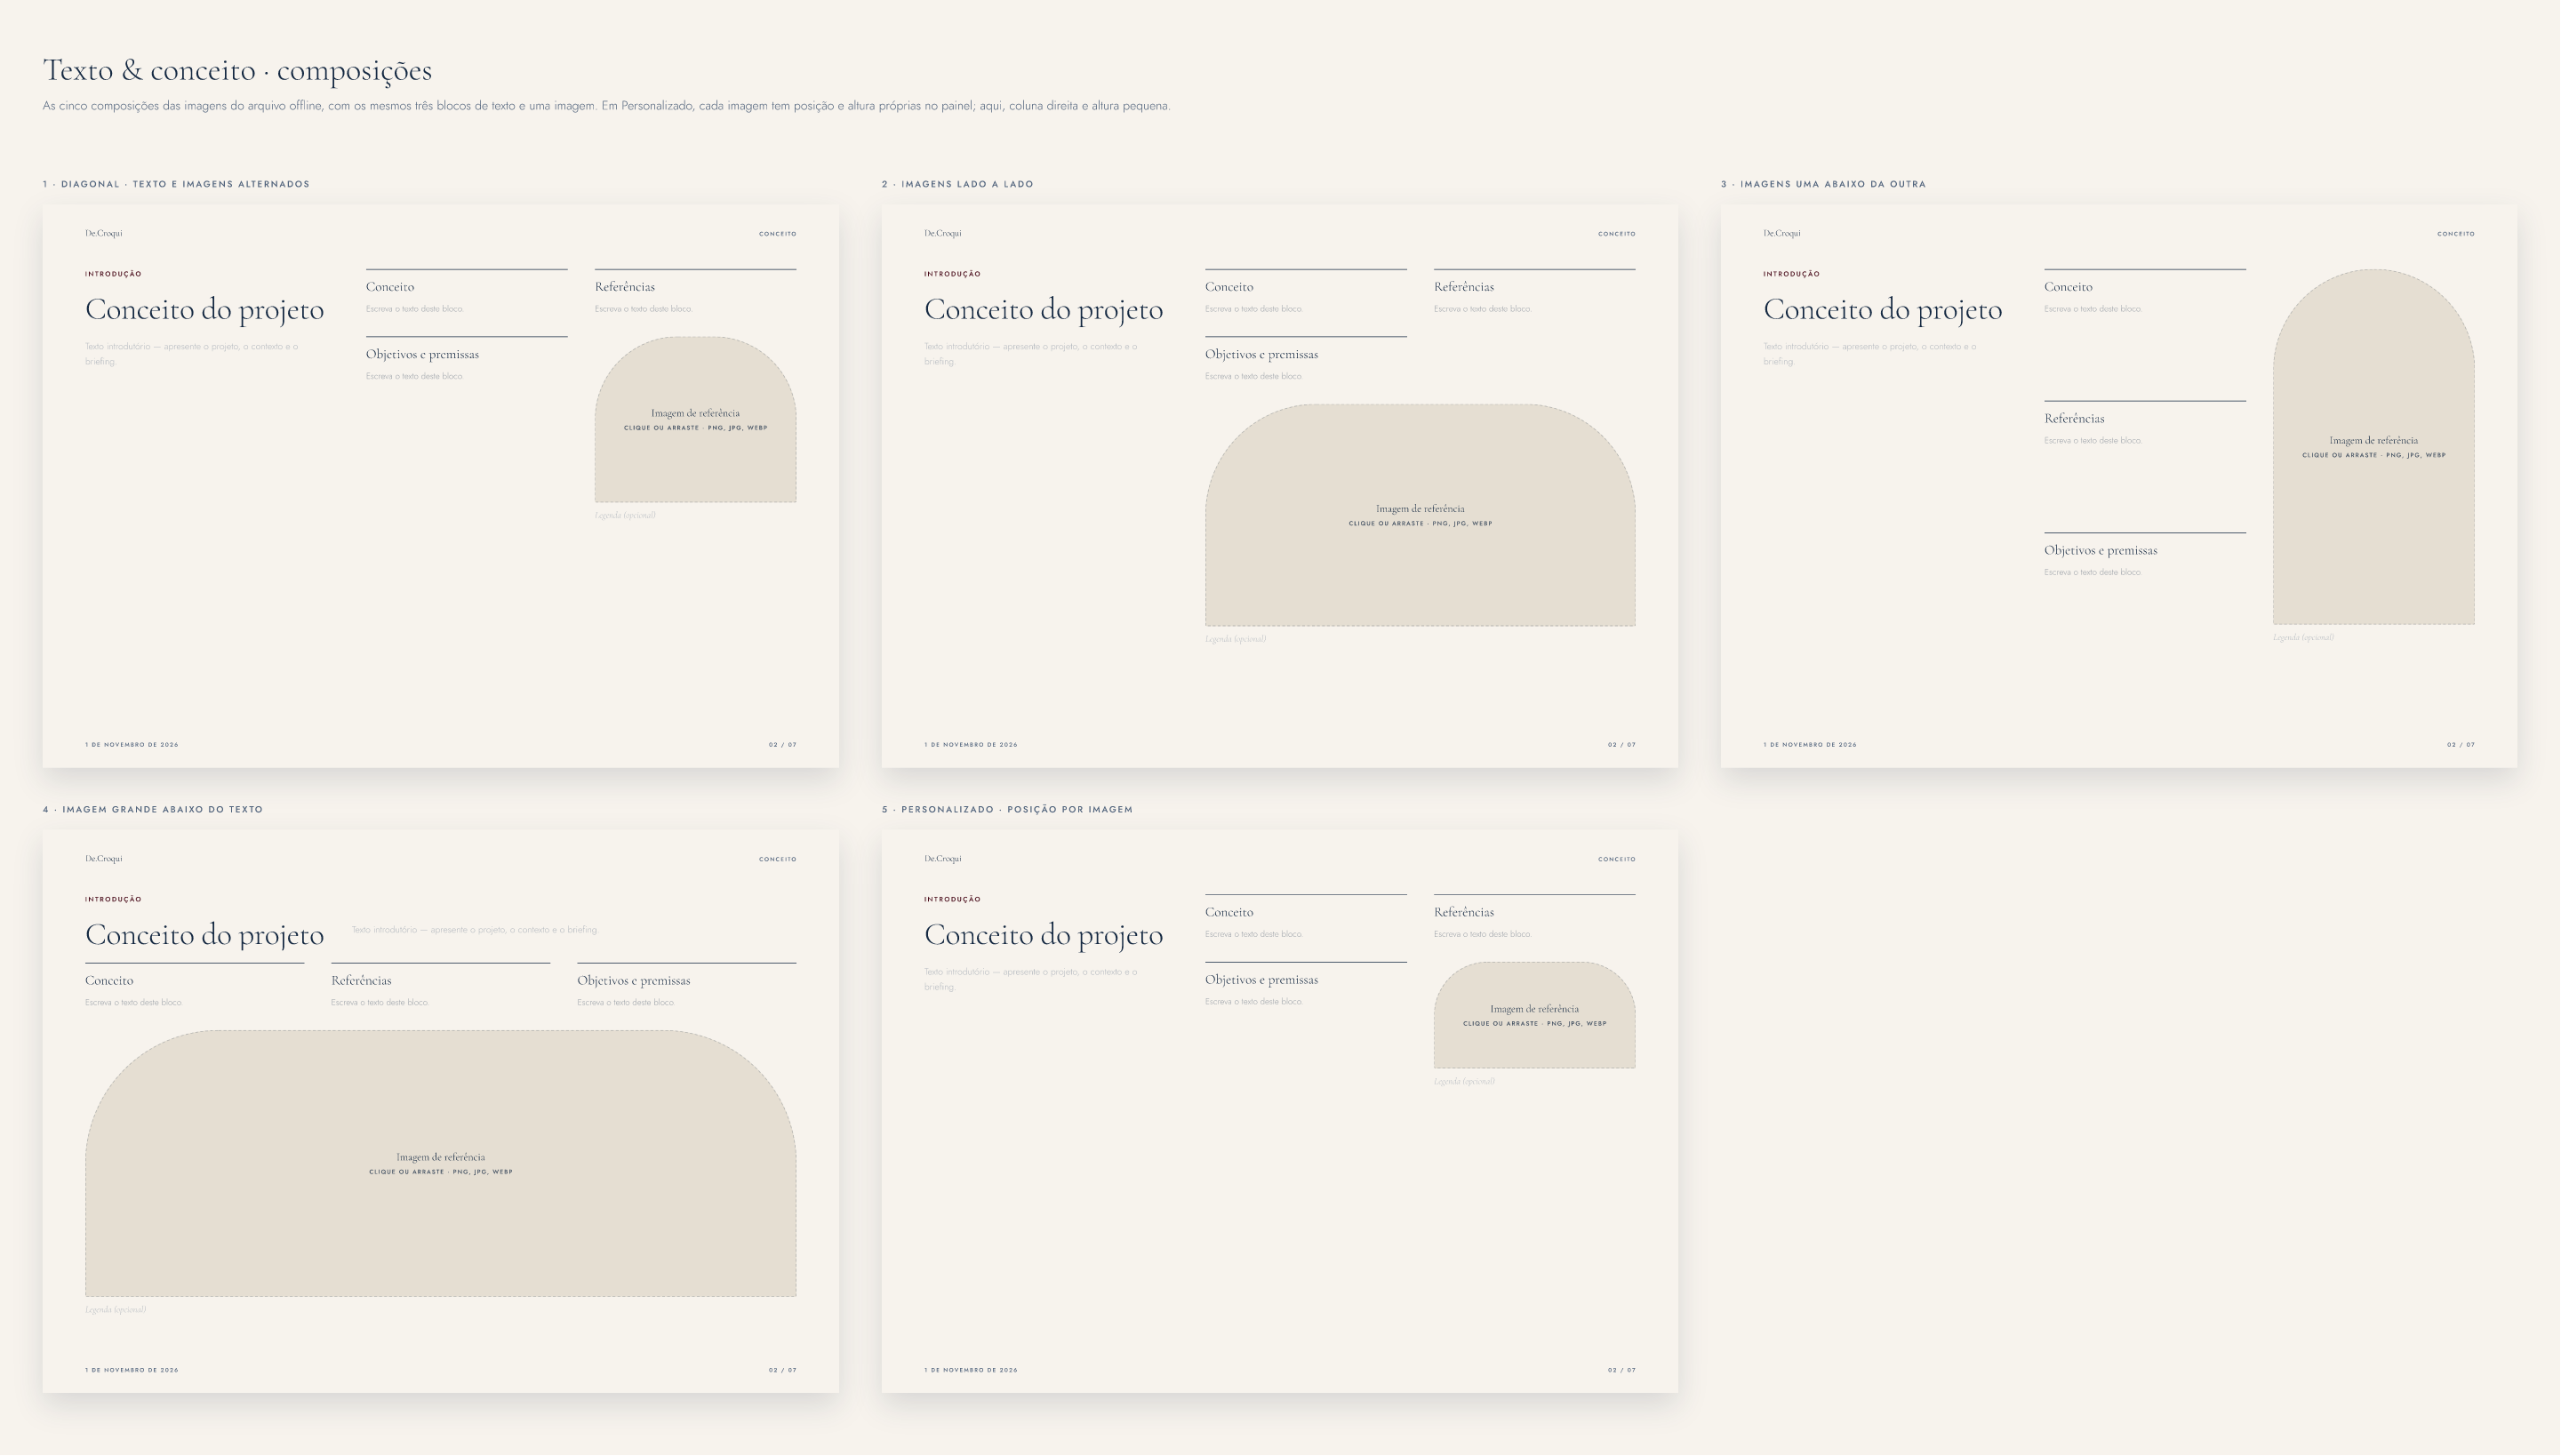 Texto & conceito · composições
As cinco composições das imagens do arquivo offline, com os mesmos três blocos de texto e uma imagem. Em Personalizado, cada imagem tem posição e altura próprias no painel; aqui, coluna direita e altura pequena.
1 · DIAGONAL · TEXTO E IMAGENS ALTERNADOS
De.Croqui
CONCEITO
INTRODUÇÃO
Conceito do projeto
Texto introdutório — apresente o projeto, o contexto e o
briefing.
Conceito
Escreva o texto deste bloco.
Referências
Escreva o texto deste bloco.
Objetivos e premissas
Escreva o texto deste bloco.
Imagem de referência
CLIQUE OU ARRASTE · PNG, JPG, WEBP
Legenda (opcional)
1 DE NOVEMBRO DE 2026
02 / 07
2 · IMAGENS LADO A LADO
De.Croqui
CONCEITO
INTRODUÇÃO
Conceito do projeto
Texto introdutório — apresente o projeto, o contexto e o
briefing.
Conceito
Escreva o texto deste bloco.
Referências
Escreva o texto deste bloco.
Objetivos e premissas
Escreva o texto deste bloco.
Imagem de referência
CLIQUE OU ARRASTE · PNG, JPG, WEBP
Legenda (opcional)
1 DE NOVEMBRO DE 2026
02 / 07
3 · IMAGENS UMA ABAIXO DA OUTRA
De.Croqui
CONCEITO
INTRODUÇÃO
Conceito do projeto
Texto introdutório — apresente o projeto, o contexto e o
briefing.
Conceito
Escreva o texto deste bloco.
Referências
Escreva o texto deste bloco.
Objetivos e premissas
Escreva o texto deste bloco.
Imagem de referência
CLIQUE OU ARRASTE · PNG, JPG, WEBP
Legenda (opcional)
1 DE NOVEMBRO DE 2026
02 / 07
4 · IMAGEM GRANDE ABAIXO DO TEXTO
De.Croqui
CONCEITO
INTRODUÇÃO
Conceito do projeto
Texto introdutório — apresente o projeto, o contexto e o briefing.
Conceito
Escreva o texto deste bloco.
Referências
Escreva o texto deste bloco.
Objetivos e premissas
Escreva o texto deste bloco.
Imagem de referência
CLIQUE OU ARRASTE · PNG, JPG, WEBP
Legenda (opcional)
1 DE NOVEMBRO DE 2026
02 / 07
5 · PERSONALIZADO · POSIÇÃO POR IMAGEM
De.Croqui
CONCEITO
INTRODUÇÃO
Conceito do projeto
Texto introdutório — apresente o projeto, o contexto e o
briefing.
Conceito
Escreva o texto deste bloco.
Referências
Escreva o texto deste bloco.
Objetivos e premissas
Escreva o texto deste bloco.
Imagem de referência
CLIQUE OU ARRASTE · PNG, JPG, WEBP
Legenda (opcional)
1 DE NOVEMBRO DE 2026
02 / 07